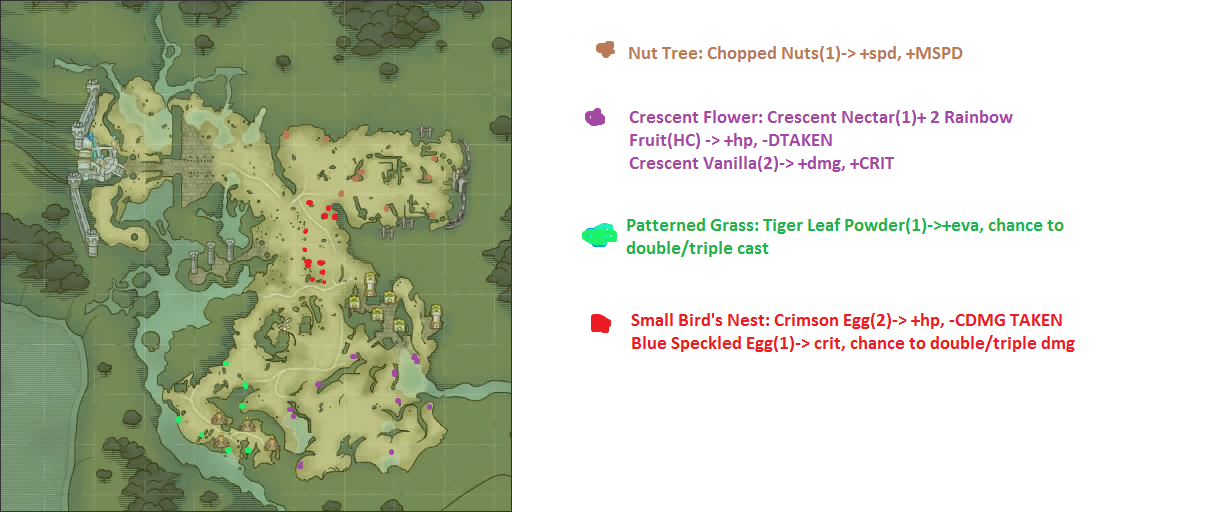 Nut Tree: Chopped Nuts(1)-> +spd, +MSPD
Crescent Flower: Crescent Nectar(1)+ 2 Rainbow
Fruit(HC) -> +hp, -DTAKEN
Crescent Vanilla(2)-> +dmg, +CRIT
Patterned Grass: Tiger Leaf Powder(1)->+eva, chance to
double/triple cast
Small Bird's Nest: Crimson Egg(2)-> +hp, -CDMG TAKEN
Blue Speckled Egg(1)-> crit, chance to double/triple dmg